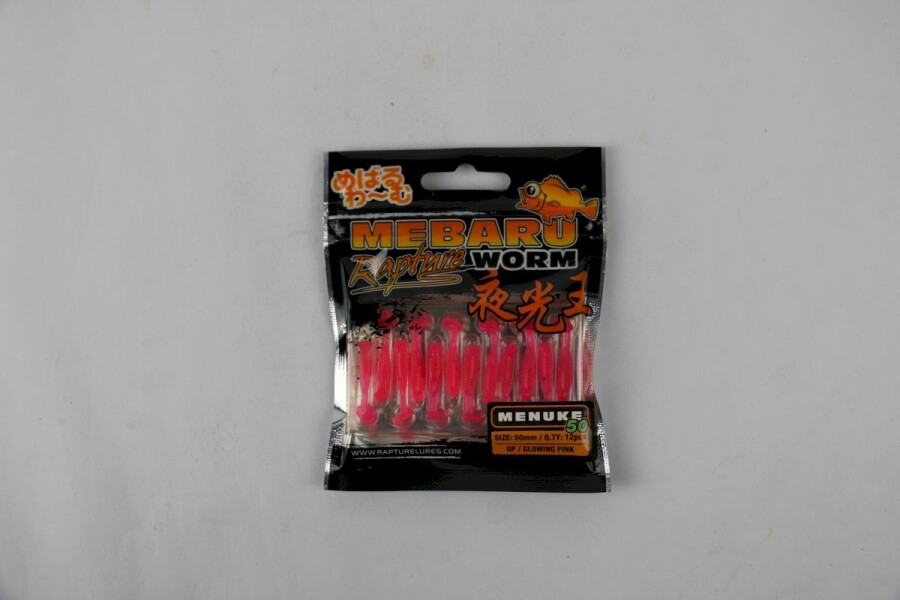 めばる
わ〜む
MEBARU
Rapture WORM
夜光王
MENUKE 50
SIZE: 50mm / Q.TY: 12pcs
GP / GLOWING PINK
WWW.RAPTURELURES.COM